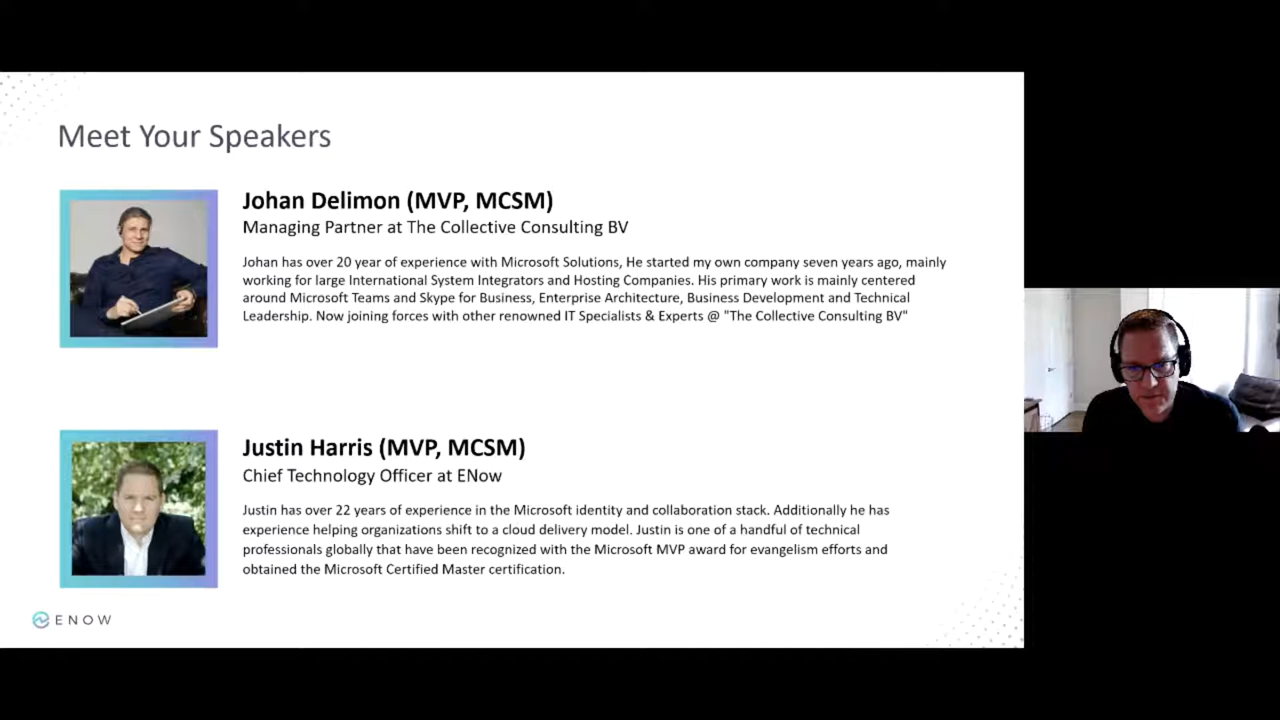 Meet Your Speakers
Johan Delimon (MVP, MCSM)
Managing Partner at The Collective Consulting BV
Johan has over 20 year of experience with Microsoft Solutions, He started my own company seven years ago, mainly
working for large International System Integrators and Hosting Companies. His primary work is mainly centered
around Microsoft Teams and Skype for Business, Enterprise Architecture, Business Development and Technical
Leadership. Now joining forces with other renowned IT Specialists & Experts @ "The Collective Consulting BV"
Justin Harris (MVP, MCSM)
Chief Technology Officer at ENow
Justin has over 22 years of experience in the Microsoft identity and collaboration stack. Additionally he has
experience helping organizations shift to a cloud delivery model. Justin is one of a handful of technical
professionals globally that have been recognized with the Microsoft MVP award for evangelism efforts and
obtained the Microsoft Certified Master certification.
ENOW